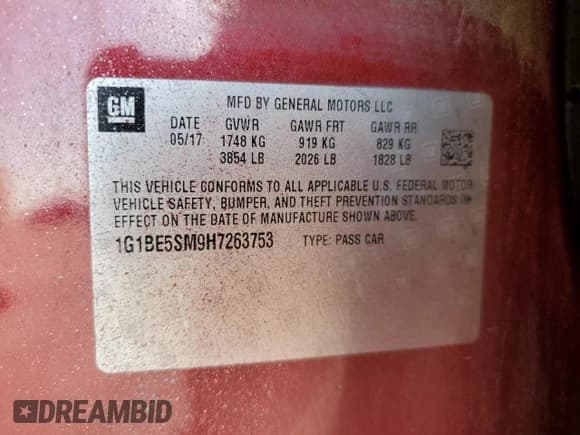 GM
MFD BY GENERAL MOTORS LLC
DATE GVWR GAWR FRT GAWR RR
05/17 1748 KG 919 KG 829 KG
3854 LB 2026 LB 1828 LB
THIS VEHICLE CONFORMS TO ALL APPLICABLE U.S. FEDERAL MOTOR
VEHICLE SAFETY, BUMPER, AND THEFT PREVENTION STANDARDS IN
EFFECT ON THE DATE OF MANUFACTURE SHOWN ABOVE.
1G1BE5SM9H7263753 TYPE: PASS CAR
DREAMBID